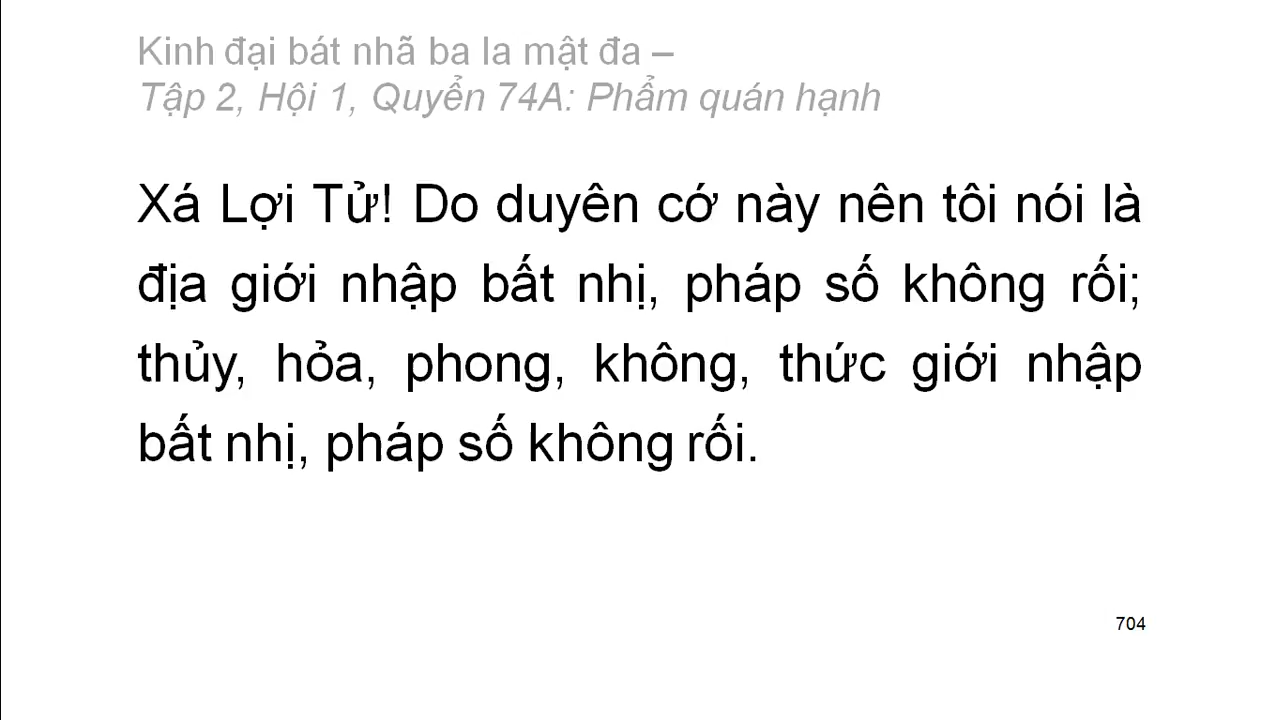 Kinh đại bát nhã ba la mật đa –
Tập 2, Hội 1, Quyển 74A: Phẩm quán hạnh
Xá Lợi Tử! Do duyên cớ này nên tôi nói là
địa giới nhập bất nhị, pháp số không rối;
thủy, hỏa, phong, không, thức giới nhập
bất nhị, pháp số không rối.
704